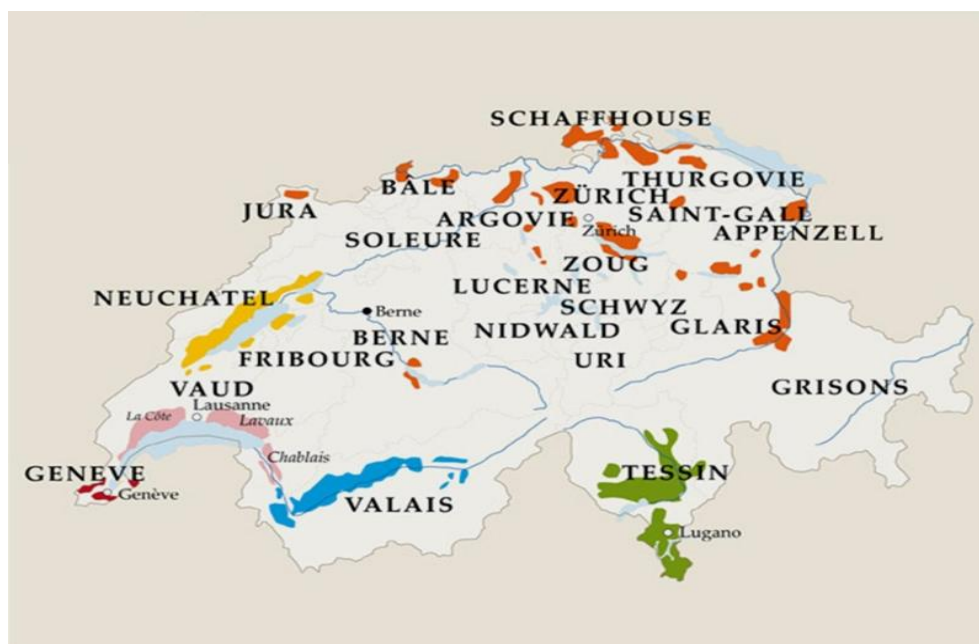 SCHAFFHOUSE
THURGOVIE
BÂLE
ZÜRICH
JURA
ARGOVIE
SAINT-GALL
Zürich
SOLEURE
APPENZELL
ZOUG
LUCERNE
NEUCHATEL
SCHWYZ
Berne
BERNE
NIDWALD
GLARIS
FRIBOURG
URI
VAUD
GRISONS
Lausanne
La Côte
Lavaux
Chablais
GENEVE
TESSIN
Genève
VALAIS
Lugano